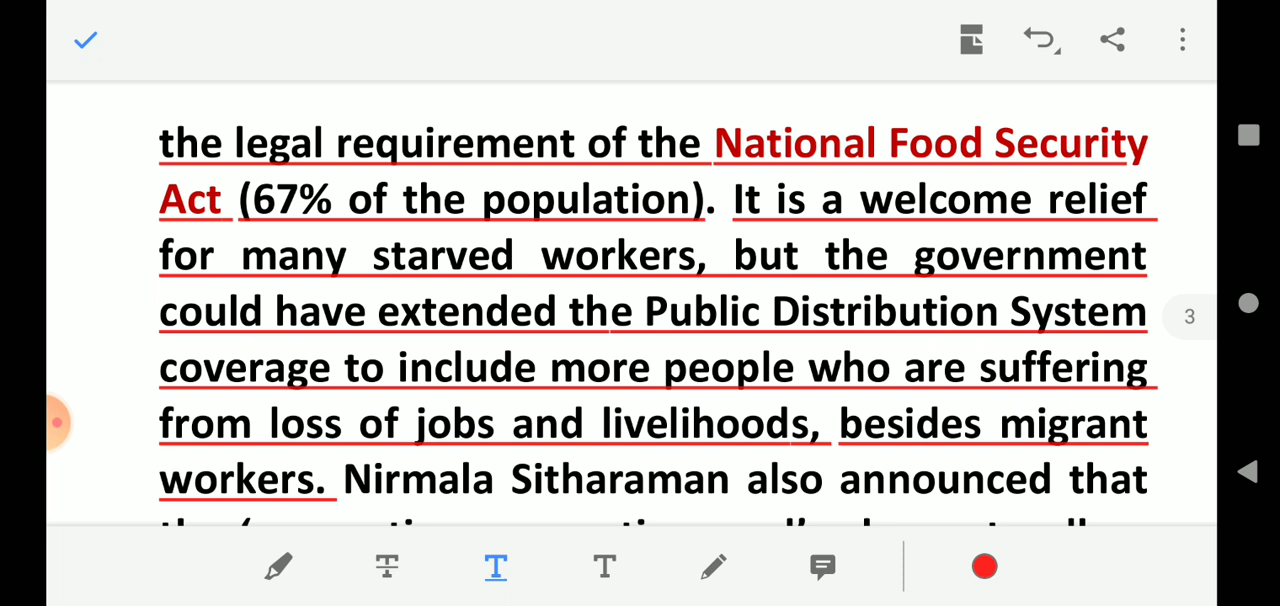 the legal requirement of the National Food Security
Act (67% of the population). It is a welcome relief
for many starved workers, but the government
could have extended the Public Distribution System
coverage to include more people who are suffering
3
from loss of jobs and livelihoods, besides migrant
workers. Nirmala Sitharaman also announced that
T T T